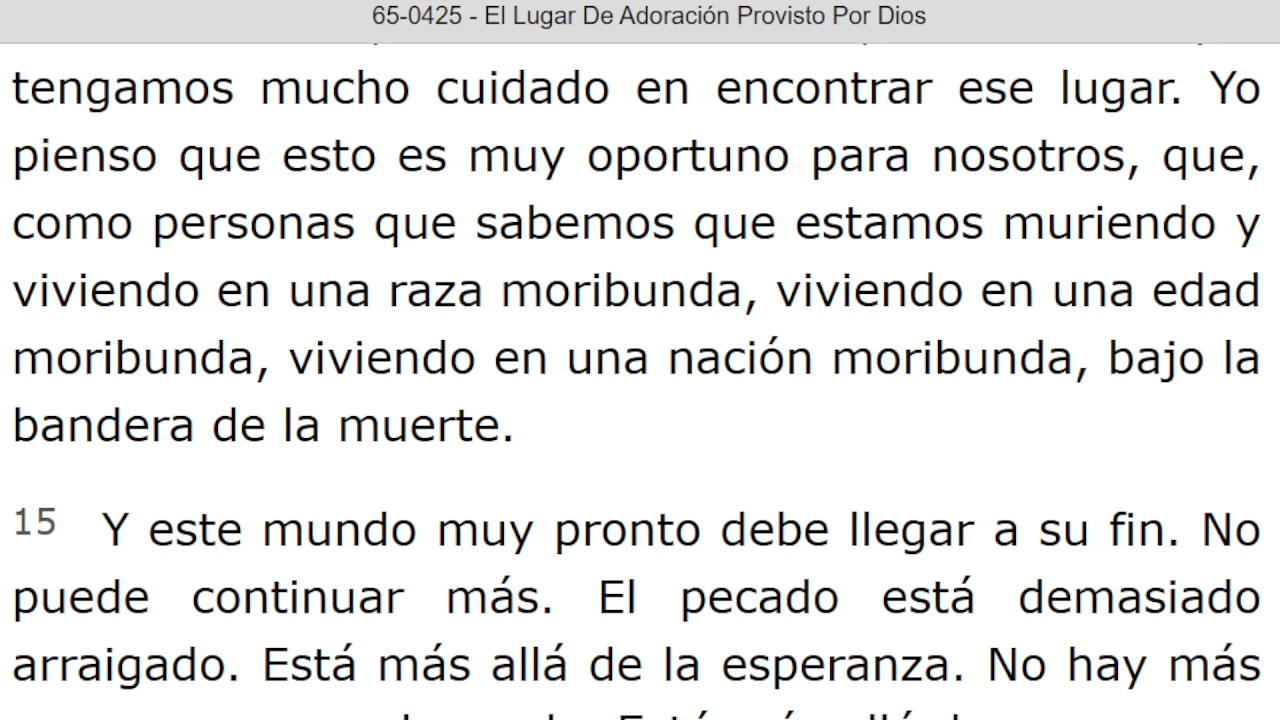 65-0425 - El Lugar De Adoración Provisto Por Dios
tengamos mucho cuidado en encontrar ese lugar. Yo
pienso que esto es muy oportuno para nosotros, que,
como personas que sabemos que estamos muriendo y
viviendo en una raza moribunda, viviendo en una edad
moribunda, viviendo en una nación moribunda, bajo la
bandera de la muerte.
15 Y este mundo muy pronto debe llegar a su fin. No
puede continuar más. El pecado está demasiado
arraigado. Está más allá de la esperanza. No hay más